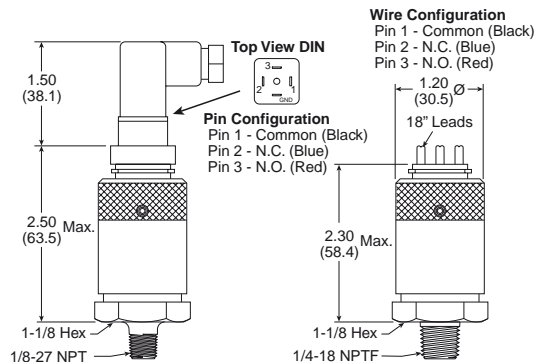 Wire Configuration
Pin 1 - Common (Black)
Pin 2 - N.C. (Blue)
Pin 3 - N.O. (Red)
1.20
(30.5) Ø
18” Leads
Top View DIN
3
2
1
GND
Pin Configuration
Pin 1 - Common (Black)
Pin 2 - N.C. (Blue)
Pin 3 - N.O. (Red)
1.50
(38.1)
2.50
(63.5) Max.
2.30
(58.4) Max.
1-1/8 Hex
1/8-27 NPT
1-1/8 Hex
1/4-18 NPTF